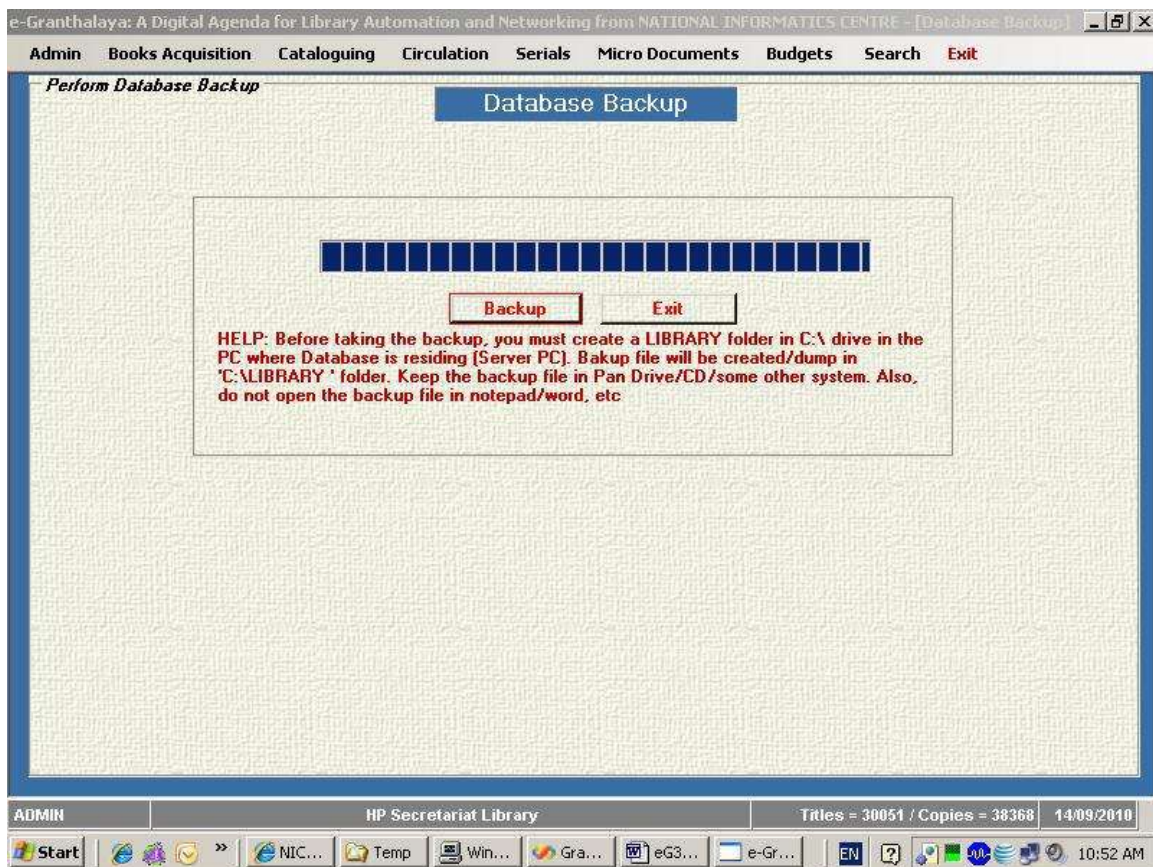 e-Granthalaya: A Digital Agenda for Library Automation and Networking from NATIONAL INFORMATICS CENTRE - [Database Backup]
Admin Books Acquisition Cataloguing Circulation Serials Micro Documents Budgets Search Exit
Perform Database Backup
Database Backup
Backup Exit
HELP: Before taking the backup, you must create a LIBRARY folder in C:\ drive in the
PC where Database is residing (Server PC). Bakup file will be created/dump in
'C:\LIBRARY ' folder. Keep the backup file in Pan Drive/CD/some other system. Also,
do not open the backup file in notepad/word, etc
ADMIN HP Secretariat Library Titles = 30051 / Copies = 38368 14/09/2010
Start » NIC... Temp Win... Gra... eG3... e-Gr... EN 10:52 AM